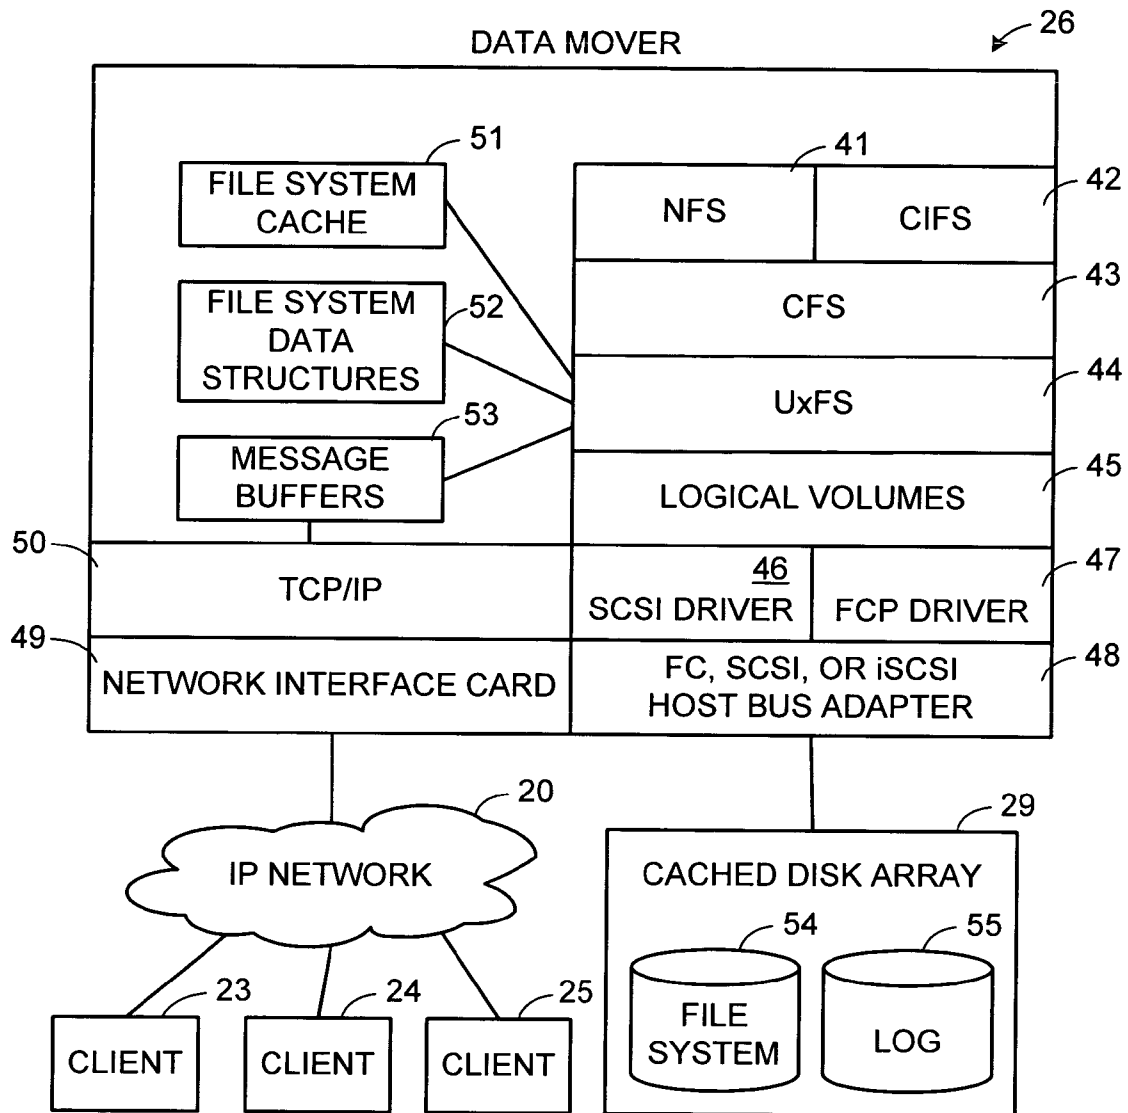 26
DATA MOVER
51
41
FILE SYSTEM
CACHE
NFS
CIFS
42
FILE SYSTEM
DATA
STRUCTURES
52
CFS
43
UxFS
44
53
MESSAGE
BUFFERS
LOGICAL VOLUMES
45
50
TCP/IP
46
SCSI DRIVER
FCP DRIVER
47
49
NETWORK INTERFACE CARD
FC, SCSI, OR iSCSI
HOST BUS ADAPTER
48
20
IP NETWORK
29
CACHED DISK ARRAY
54
55
FILE
SYSTEM
LOG
23
24
25
CLIENT
CLIENT
CLIENT